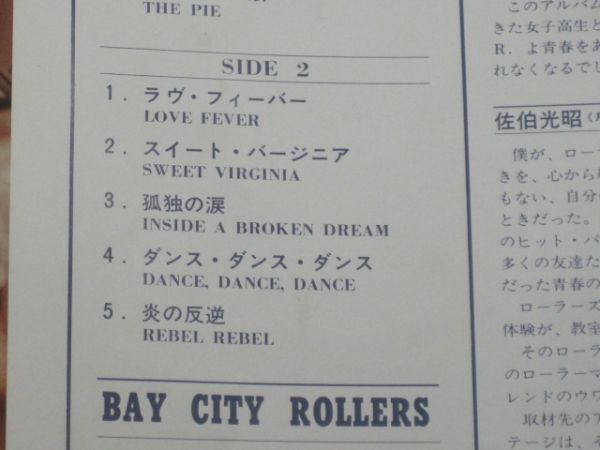 THE PIE
SIDE 2
1. ラヴ・フィーバー
LOVE FEVER
2. スイート・バージニア
SWEET VIRGINIA
3. 孤独の涙
INSIDE A BROKEN DREAM
4. ダンス・ダンス・ダンス
DANCE, DANCE, DANCE
5. 炎の反逆
REBEL REBEL
BAY CITY ROLLERS
このアルバム
きた女子高生と
R. よ青春をあ
れなくなるでし
佐伯光昭
僕が、ロー
きを、心から
もない、自分
ときだった。
のヒット・バ
多くの友達た
だった青春の
ローラーズ
体験が、教室
そのローラ
のローラーマ
レンドのウワ
取材先のア
テージは、そ